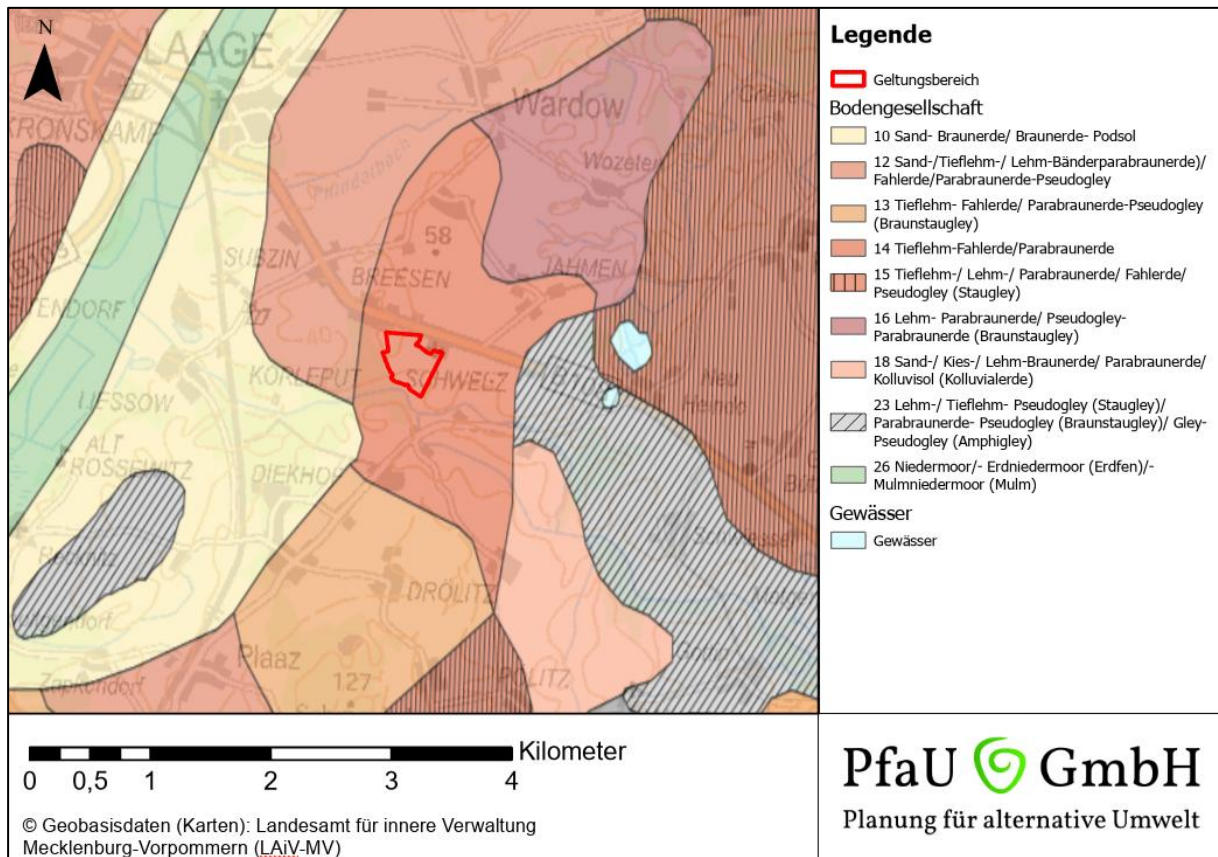 N
LAAGE
KRONSKAMP
Wardow
Wozeten
58
SUBZIN
BREESEN
JAHMEN
B103
KORLEPUT
SCHWELZ
Neu
Heinde
LIESSOW
ALT
ROSSEWITZ
DIEKHOF
DRÖLITZ
Plaaz
127
Zapkendorf
PÖLITZ
Legende
Geltungsbereich
Bodengesellschaft
10 Sand- Braunerde/ Braunerde- Podsol
12 Sand-/Tieflehm-/ Lehm-Bänderparabraunerde)/
Fahlerde/Parabraunerde-Pseudogley
13 Tieflehm- Fahlerde/ Parabraunerde-Pseudogley
(Braunstaugley)
14 Tieflehm-Fahlerde/Parabraunerde
15 Tieflehm-/ Lehm-/ Parabraunerde/ Fahlerde/
Pseudogley (Staugley)
16 Lehm- Parabraunerde/ Pseudogley-
Parabraunerde (Braunstaugley)
18 Sand-/ Kies-/ Lehm-Braunerde/ Parabraunerde/
Kolluvisol (Kolluvialerde)
23 Lehm-/ Tieflehm- Pseudogley (Staugley)/
Parabraunerde- Pseudogley (Braunstaugley)/ Gley-
Pseudogley (Amphigley)
26 Niedermoor/- Erdniedermoor (Erdfen)/-
Mulmniedermoor (Mulm)
Gewässer
Gewässer
Kilometer
0 0,5 1 2 3 4
© Geobasisdaten (Karten): Landesamt für innere Verwaltung
Mecklenburg-Vorpommern (LAiV-MV)
PfaU GmbH
Planung für alternative Umwelt